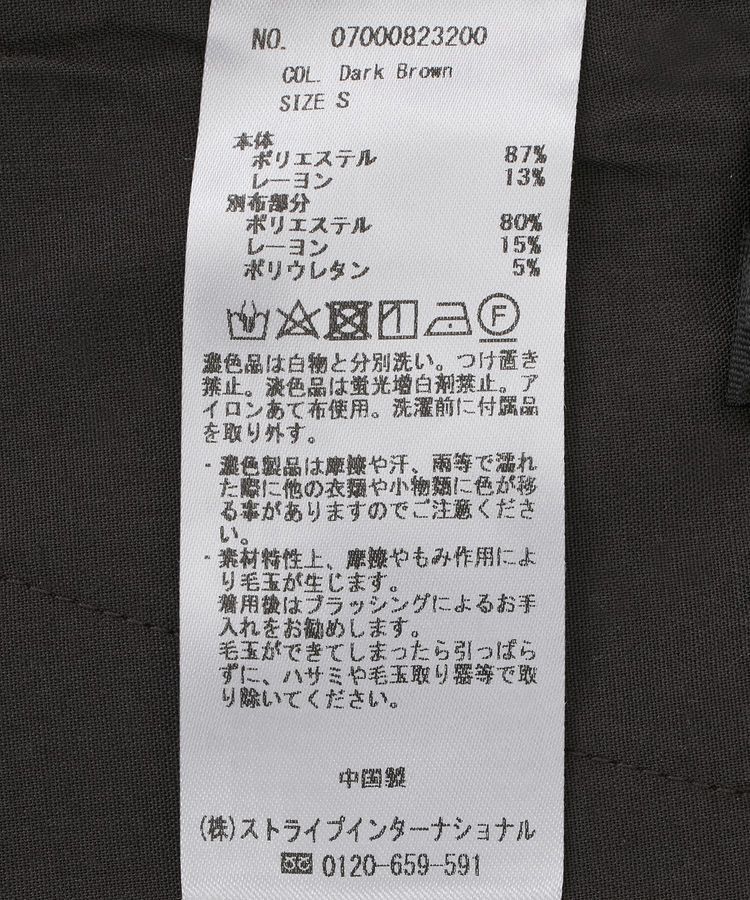 NO. 07000823200
COL. Dark Brown
SIZE S
本体
ポリエステル 87%
レーヨン 13%
別布部分
ポリエステル 80%
レーヨン 15%
ポリウレタン 5%
F
濃色品は白物と分別洗い。つけ置き
禁止。淡色品は蛍光増白剤禁止。ア
イロンあて布使用。洗濯前に付属品
を取り外す。
・濃色製品は摩擦や汗、雨等で濡れ
た際に他の衣類や小物類に色が移
る事がありますのでご注意くださ
い。
・素材特性上、摩擦やもみ作用によ
り毛玉が生じます。
着用後はブラッシングによるお手
入れをお勧めします。
毛玉ができてしまったら引っぱら
ずに、ハサミや毛玉取り器等で取
り除いてください。
中国製
(株)ストライプインターナショナル
0120-659-591